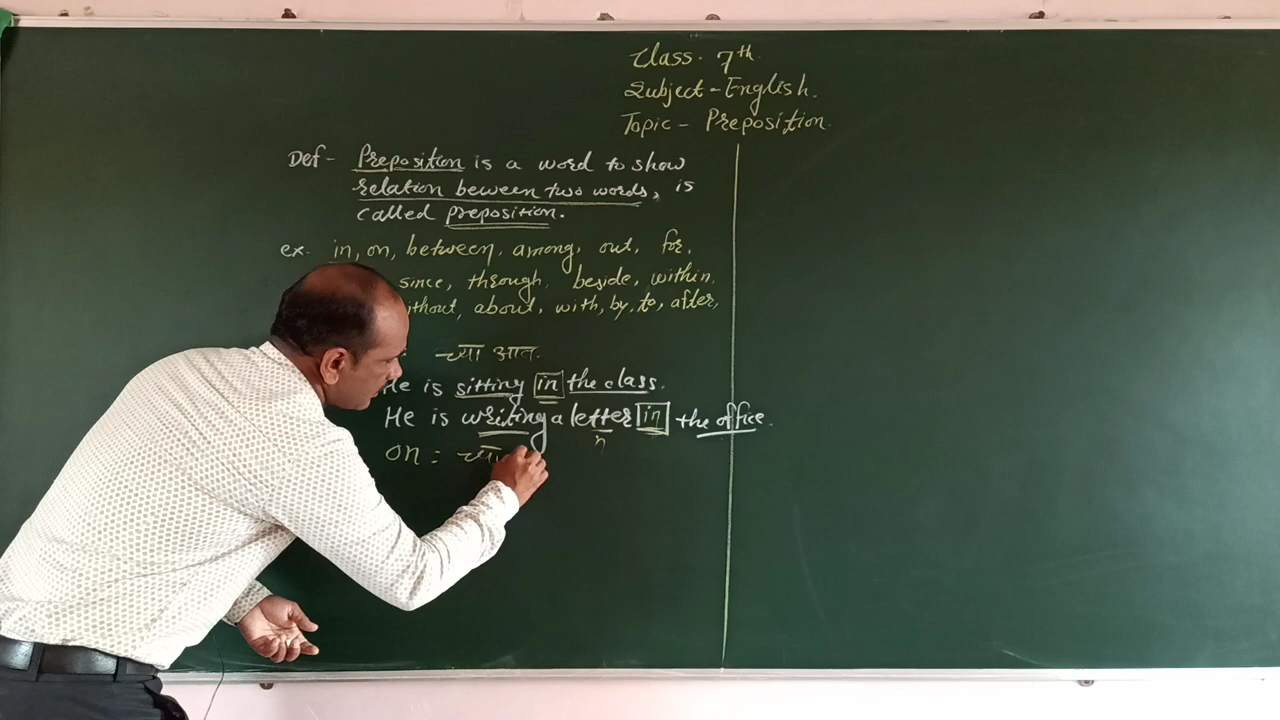 Class. 7th.
Subject - English.
Topic - Preposition.
Def - Preposition is a word to show
relation beween two words, is
called preposition.
ex. in, on, between, among, out, for,
since, through, beside, within,
ithout, about, with, by, to, after,
च्या आत.
He is sitting in the class.
He is writing a letter in the office.
n
on = च्या